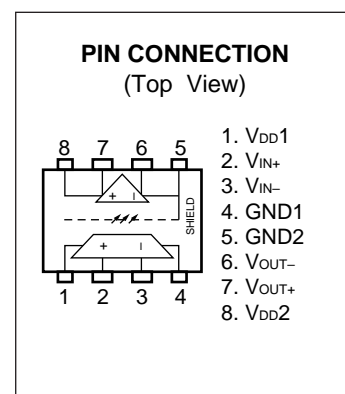 PIN CONNECTION
(Top View)
8 7 6 5
+ −
SHIELD
+ −
1 2 3 4
1. VDD1
2. VIN+
3. VIN−
4. GND1
5. GND2
6. VOUT−
7. VOUT+
8. VDD2